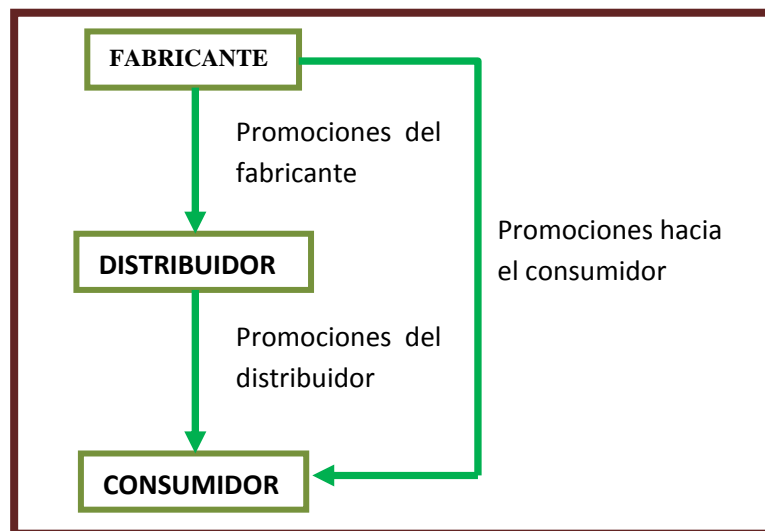 FABRICANTE
Promociones del
fabricante
DISTRIBUIDOR
Promociones hacia
el consumidor
Promociones del
distribuidor
CONSUMIDOR